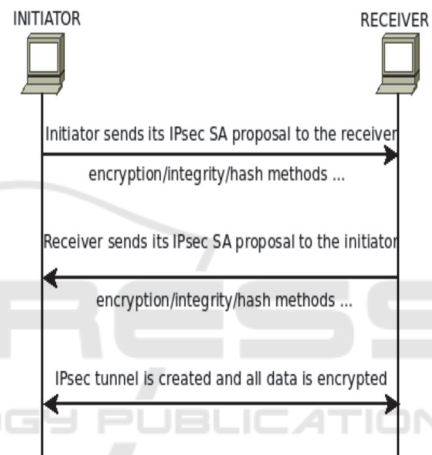 INITIATOR
RECEIVER
Initiator sends its IPsec SA proposal to the receiver
encryption/integrity/hash methods ...
Receiver sends its IPsec SA proposal to the initiator
encryption/integrity/hash methods ...
IPsec tunnel is created and all data is encrypted
PUBLICATION